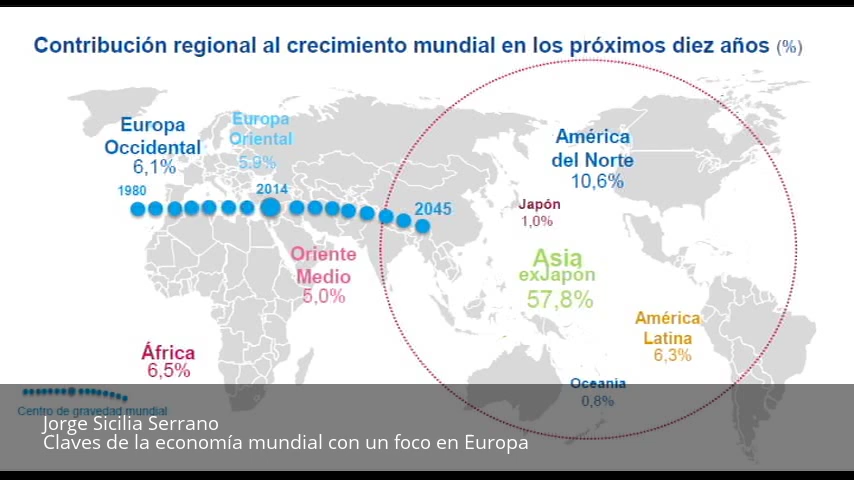 Contribución regional al crecimiento mundial en los próximos diez años (%)
Europa
Occidental
6,1%
Europa
Oriental
5,9%
América
del Norte
10,6%
1980
2014
2045
Japón
1,0%
Oriente
Medio
5,0%
Asia
exJapón
57,8%
América
Latina
6,3%
África
6,5%
Oceanía
0,8%
Centro de gravedad mundial
Jorge Sicilia Serrano
Claves de la economía mundial con un foco en Europa